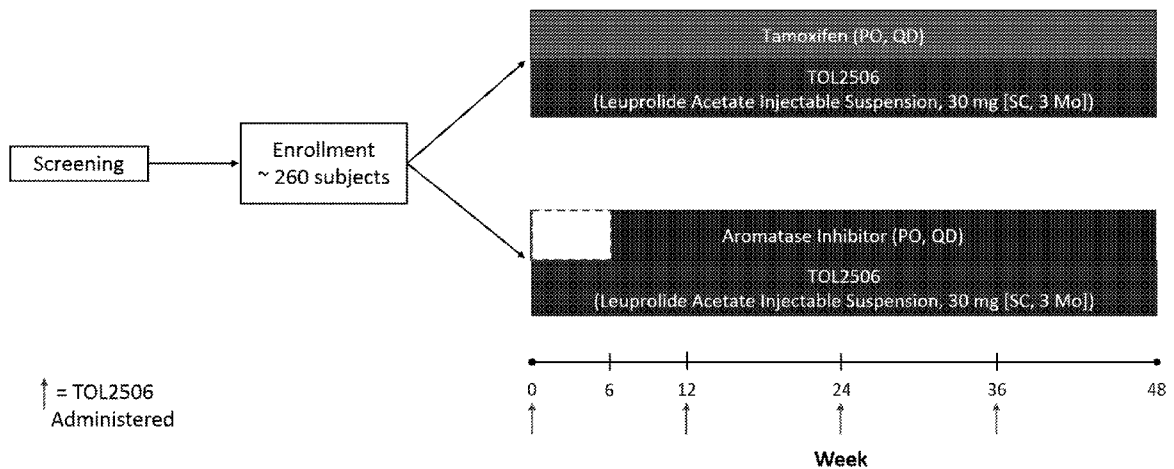 Tamoxifen (PO, QD)
TOL2506
(Leuprolide Acetate Injectable Suspension, 30 mg [SC, 3 Mo])
Screening
Enrollment
~ 260 subjects
Aromatase Inhibitor (PO, QD)
TOL2506
(Leuprolide Acetate Injectable Suspension, 30 mg [SC, 3 Mo])
0 6 12 24 36 48
= TOL2506
Administered
Week